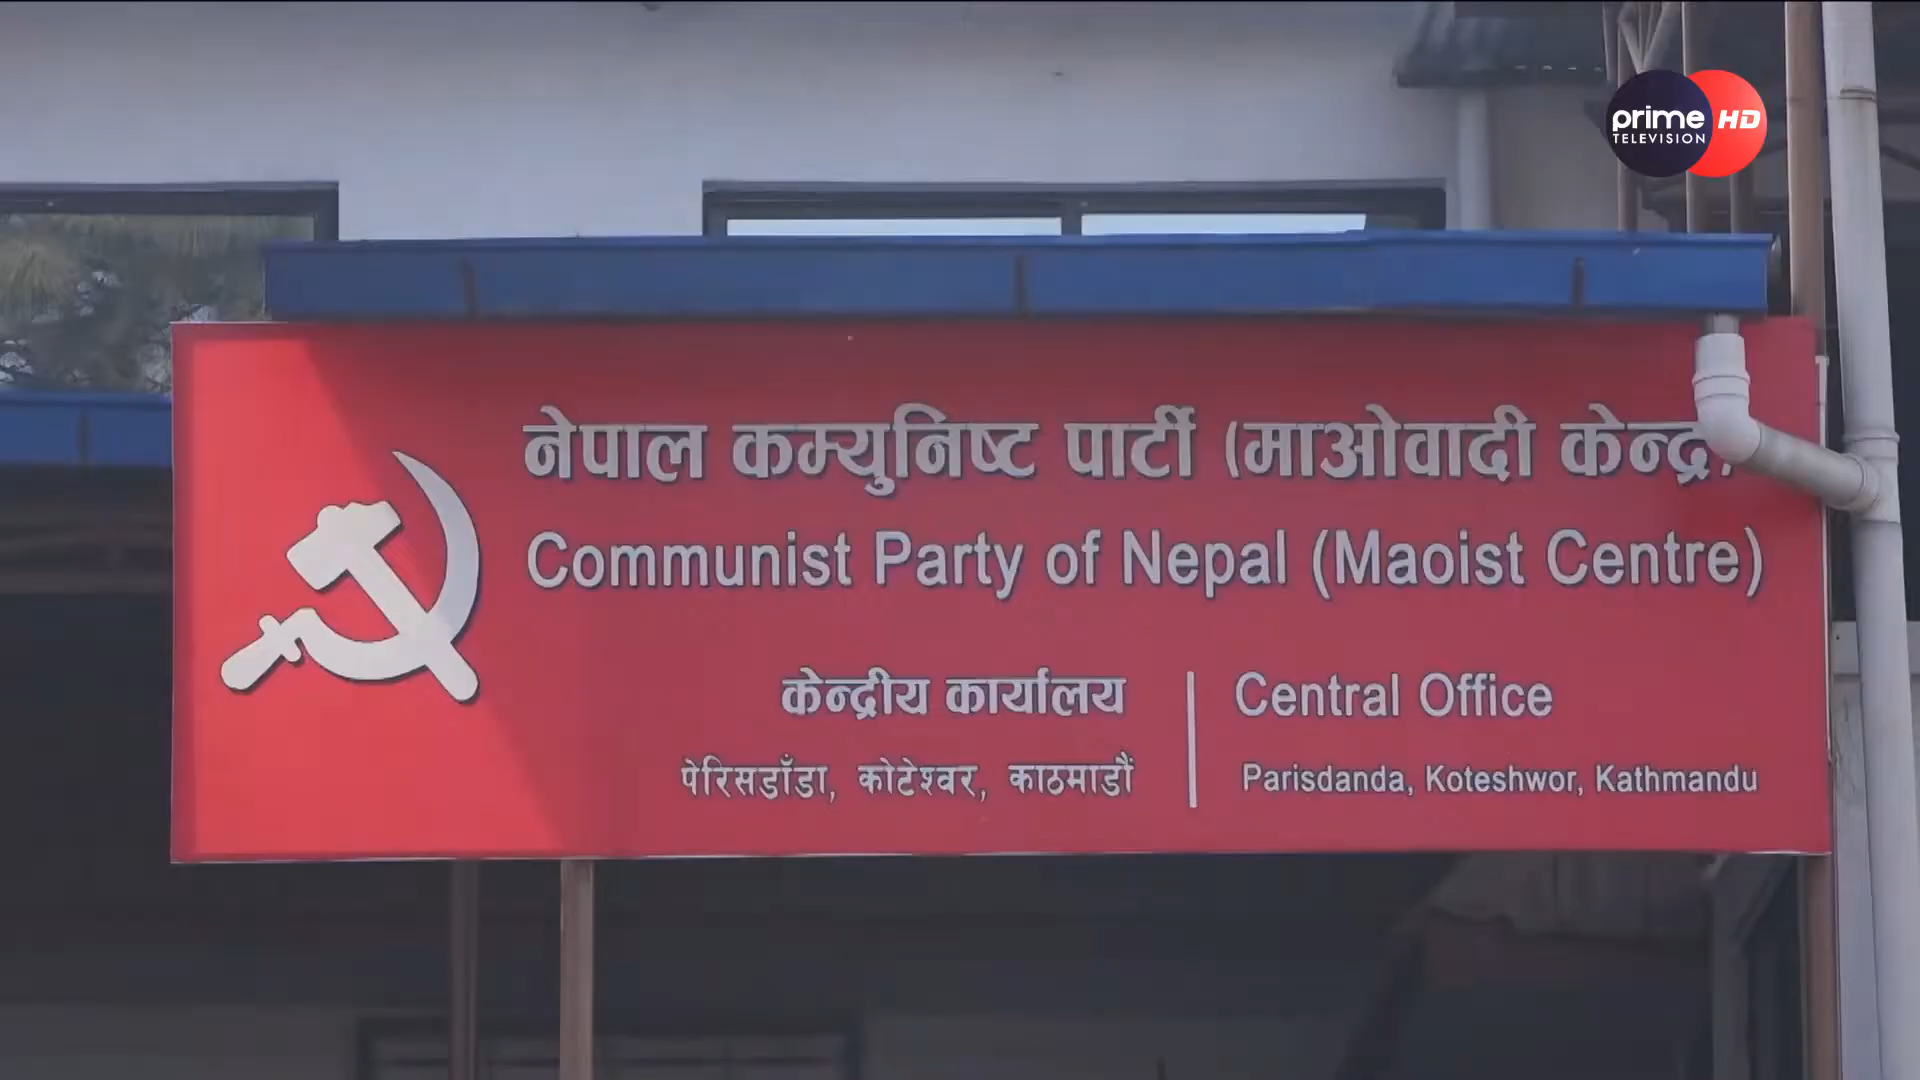 prime HD
TELEVISION
नेपाल कम्युनिष्ट पार्टी (माओवादी केन्द्र)
Communist Party of Nepal (Maoist Centre)
केन्द्रीय कार्यालय
पेरिसडाँडा, कोटेश्वर, काठमाडौं
Central Office
Parisdanda, Koteshwor, Kathmandu